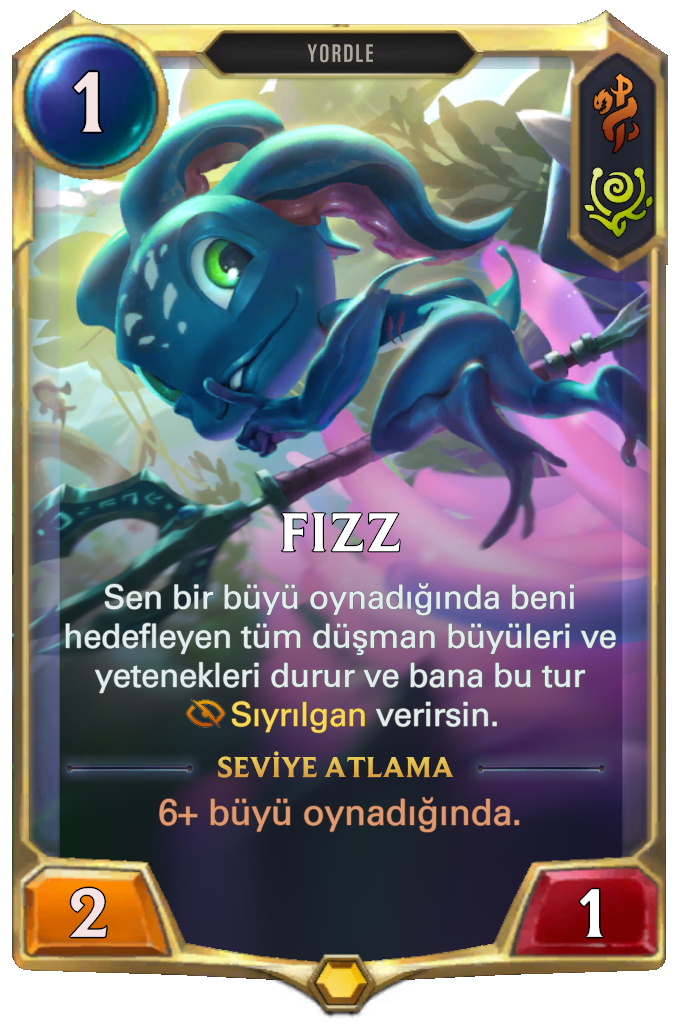 1
YORDLE
FIZZ
Sen bir büyü oynadığında beni
hedefleyen tüm düşman büyüleri ve
yetenekleri durur ve bana bu tur
Sıyrılgan verirsin.
SEVİYE ATLAMA
6+ büyü oynadığında.
2
1